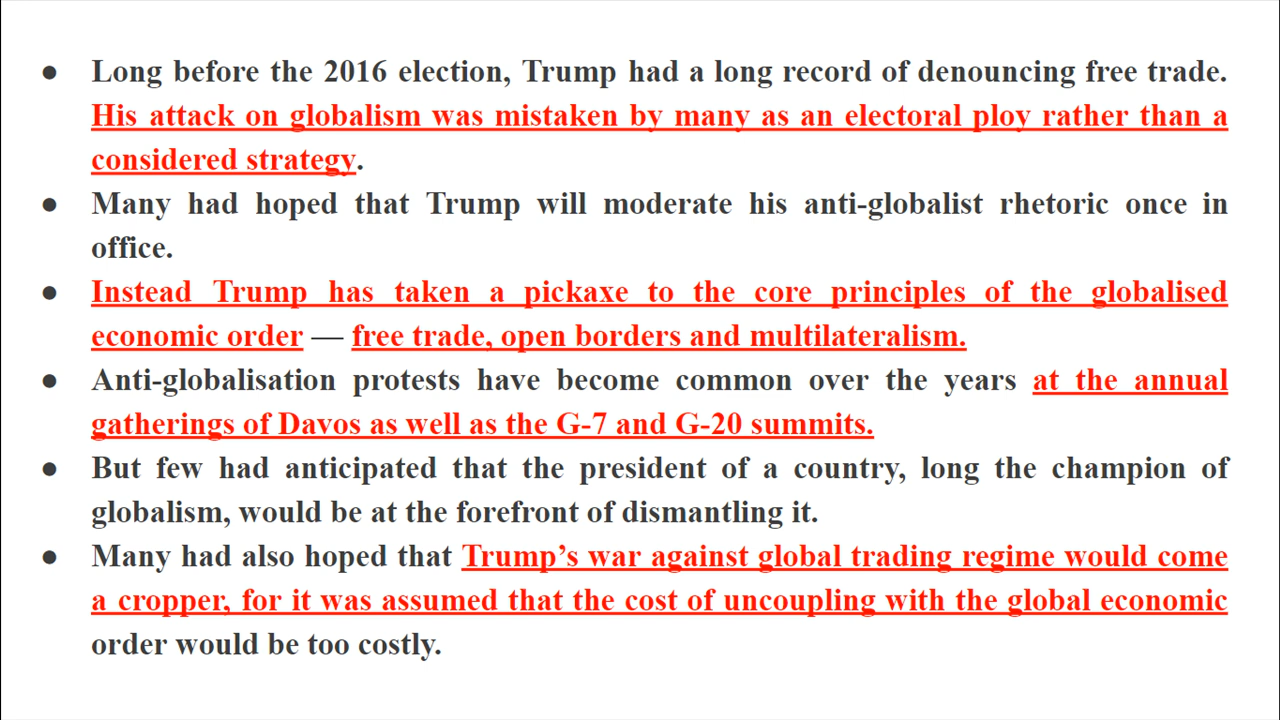 ● Long before the 2016 election, Trump had a long record of denouncing free trade.
His attack on globalism was mistaken by many as an electoral ploy rather than a
considered strategy.
● Many had hoped that Trump will moderate his anti-globalist rhetoric once in
office.
● Instead Trump has taken a pickaxe to the core principles of the globalised
economic order — free trade, open borders and multilateralism.
● Anti-globalisation protests have become common over the years at the annual
gatherings of Davos as well as the G-7 and G-20 summits.
● But few had anticipated that the president of a country, long the champion of
globalism, would be at the forefront of dismantling it.
● Many had also hoped that Trump’s war against global trading regime would come
a cropper, for it was assumed that the cost of uncoupling with the global economic
order would be too costly.